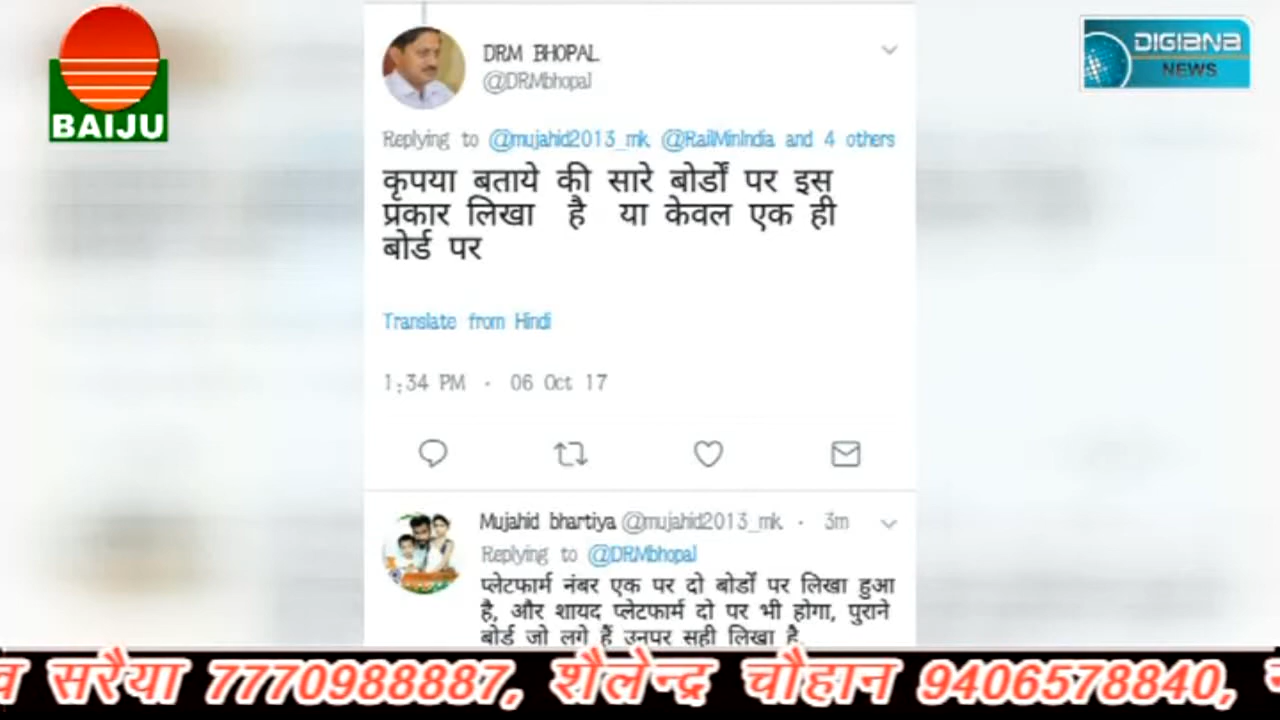 BAIJU
DIGIANA
NEWS
DRM BHOPAL
@DRMbhopal
Replying to @mujahid2013_mk @RailMinIndia and 4 others
कृपया बताये की सारे बोर्डों पर इस
प्रकार लिखा है या केवल एक ही
बोर्ड पर
Translate from Hindi
1:34 PM · 06 Oct 17
Mujahid bhartiya @mujahid2013_mk · 3m
Replying to @DRMbhopal
प्लेटफार्म नंबर एक पर दो बोर्डों पर लिखा हुआ
है, और शायद प्लेटफार्म दो पर भी होगा, पुराने
बोर्ड जो लगे हैं उनपर सही लिखा है,
सरैया 7770988887, शैलेन्द्र चौहान 9406578840,